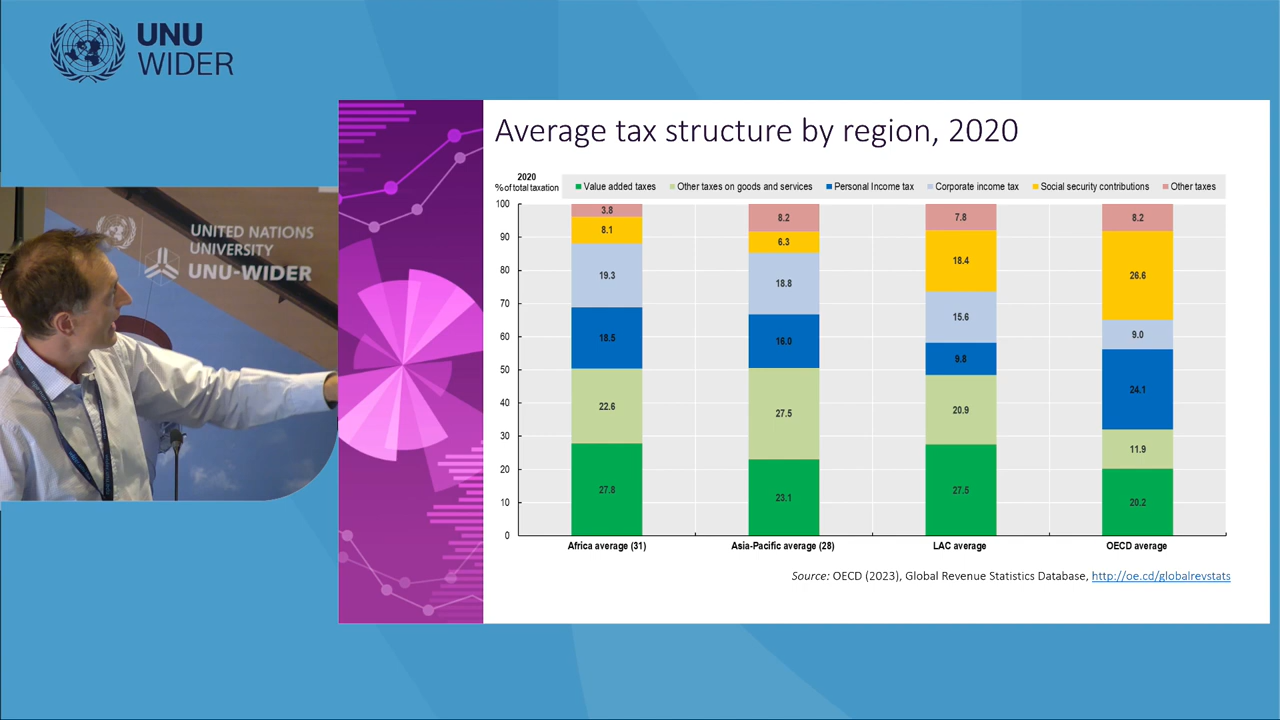 UNU
WIDER
Average tax structure by region, 2020
2020
% of total taxation
Value added taxes
Other taxes on goods and services
Personal Income tax
Corporate income tax
Social security contributions
Other taxes
100
90
80
70
60
50
40
30
20
10
0
3.8
8.1
19.3
18.5
22.6
27.8
8.2
6.3
18.8
16.0
27.5
23.1
7.8
18.4
15.6
9.8
20.9
27.5
8.2
26.6
9.0
24.1
11.9
20.2
Africa average (31)
Asia-Pacific average (28)
LAC average
OECD average
Source: OECD (2023), Global Revenue Statistics Database, http://oe.cd/globalrevstats
UNITED NATIONS
UNIVERSITY
UNU-WIDER